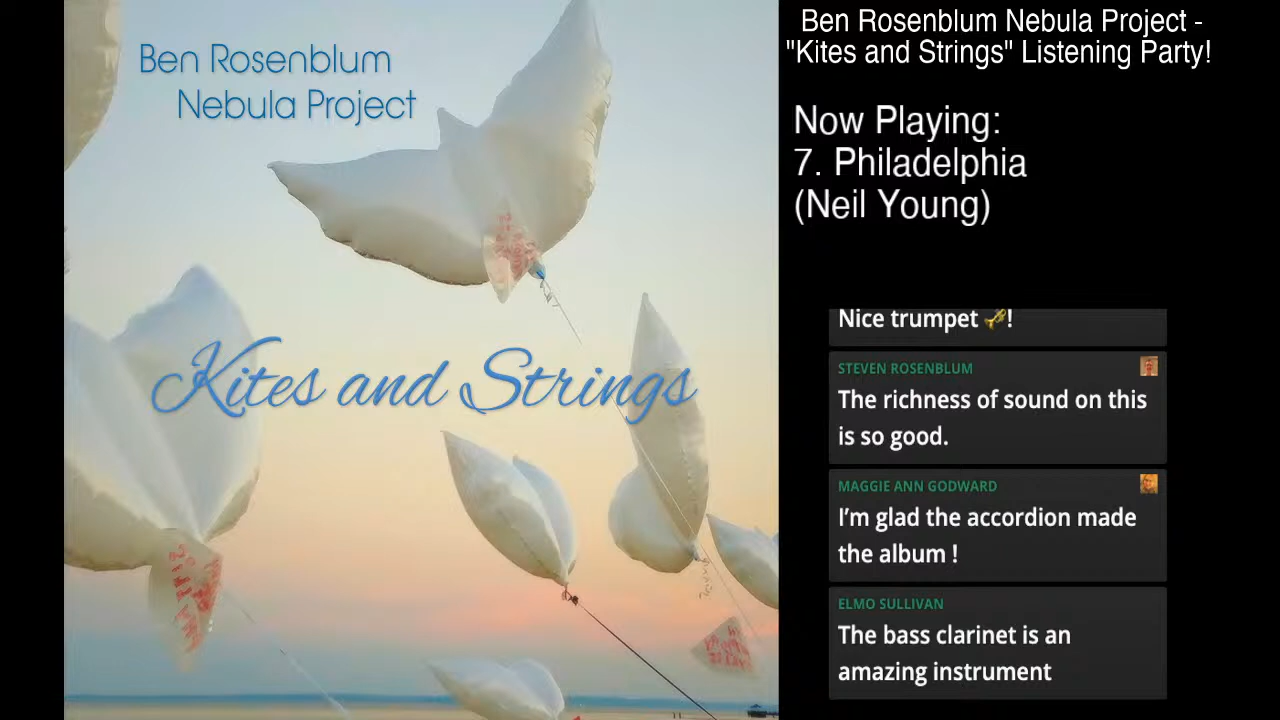 Ben Rosenblum
Nebula Project
Kites and Strings
Ben Rosenblum Nebula Project -
"Kites and Strings" Listening Party!
Now Playing:
7. Philadelphia
(Neil Young)
Nice trumpet 🎺!
STEVEN ROSENBLUM
The richness of sound on this
is so good.
MAGGIE ANN GODWARD
I’m glad the accordion made
the album !
ELMO SULLIVAN
The bass clarinet is an
amazing instrument